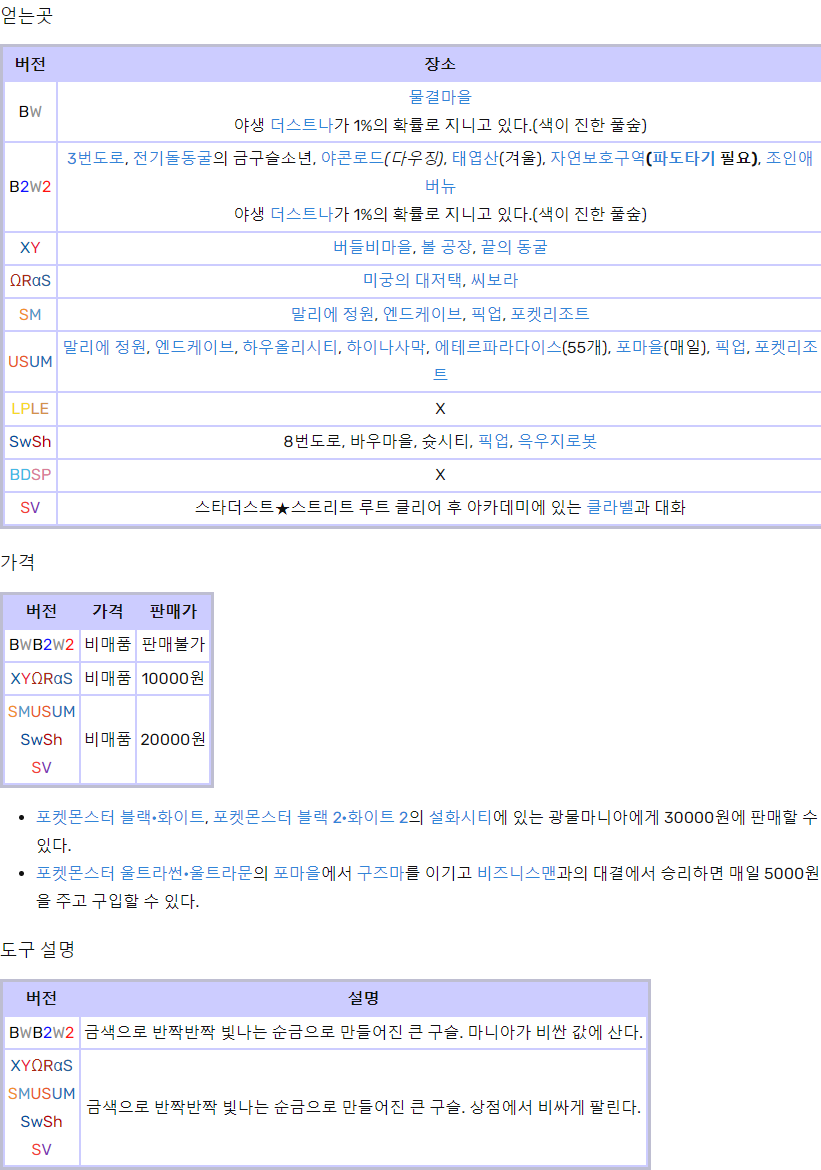 얻는곳
버전 장소
BW 물결마을
야생 더스트나가 1%의 확률로 지니고 있다.(색이 진한 풀숲)
B2W2 3번도로, 전기돌동굴의 금구슬소년, 야콘로드(다우징), 태엽산(겨울), 자연보호구역(파도타기 필요), 조인애
버뉴
야생 더스트나가 1%의 확률로 지니고 있다.(색이 진한 풀숲)
XY 버들비마을, 볼 공장, 끝의 동굴
ΩRαS 미궁의 대저택, 씨보라
SM 말리에 정원, 엔드케이브, 픽업, 포켓리조트
USUM 말리에 정원, 엔드케이브, 하우올리시티, 하이나사막, 에테르파라다이스(55개), 포마을(매일), 픽업, 포켓리조
트
LPLE X
SwSh 8번도로, 바우마을, 슛시티, 픽업, 윽우지로봇
BDSP X
SV 스타더스트★스트리트 루트 클리어 후 아카데미에 있는 클라벨과 대화
가격
버전 가격 판매가
BWB2W2 비매품 판매불가
XYΩRαS 비매품 10000원
SMUSUM
SwSh 비매품 20000원
SV
• 포켓몬스터 블랙·화이트, 포켓몬스터 블랙 2·화이트 2의 설화시티에 있는 광물마니아에게 30000원에 판매할 수
있다.
• 포켓몬스터 울트라썬·울트라문의 포마을에서 구즈마를 이기고 비즈니스맨과의 대결에서 승리하면 매일 5000원
을 주고 구입할 수 있다.
도구 설명
버전 설명
BWB2W2 금색으로 반짝반짝 빛나는 순금으로 만들어진 큰 구슬. 마니아가 비싼 값에 산다.
XYΩRαS
SMUSUM
금색으로 반짝반짝 빛나는 순금으로 만들어진 큰 구슬. 상점에서 비싸게 팔린다.
SwSh
SV